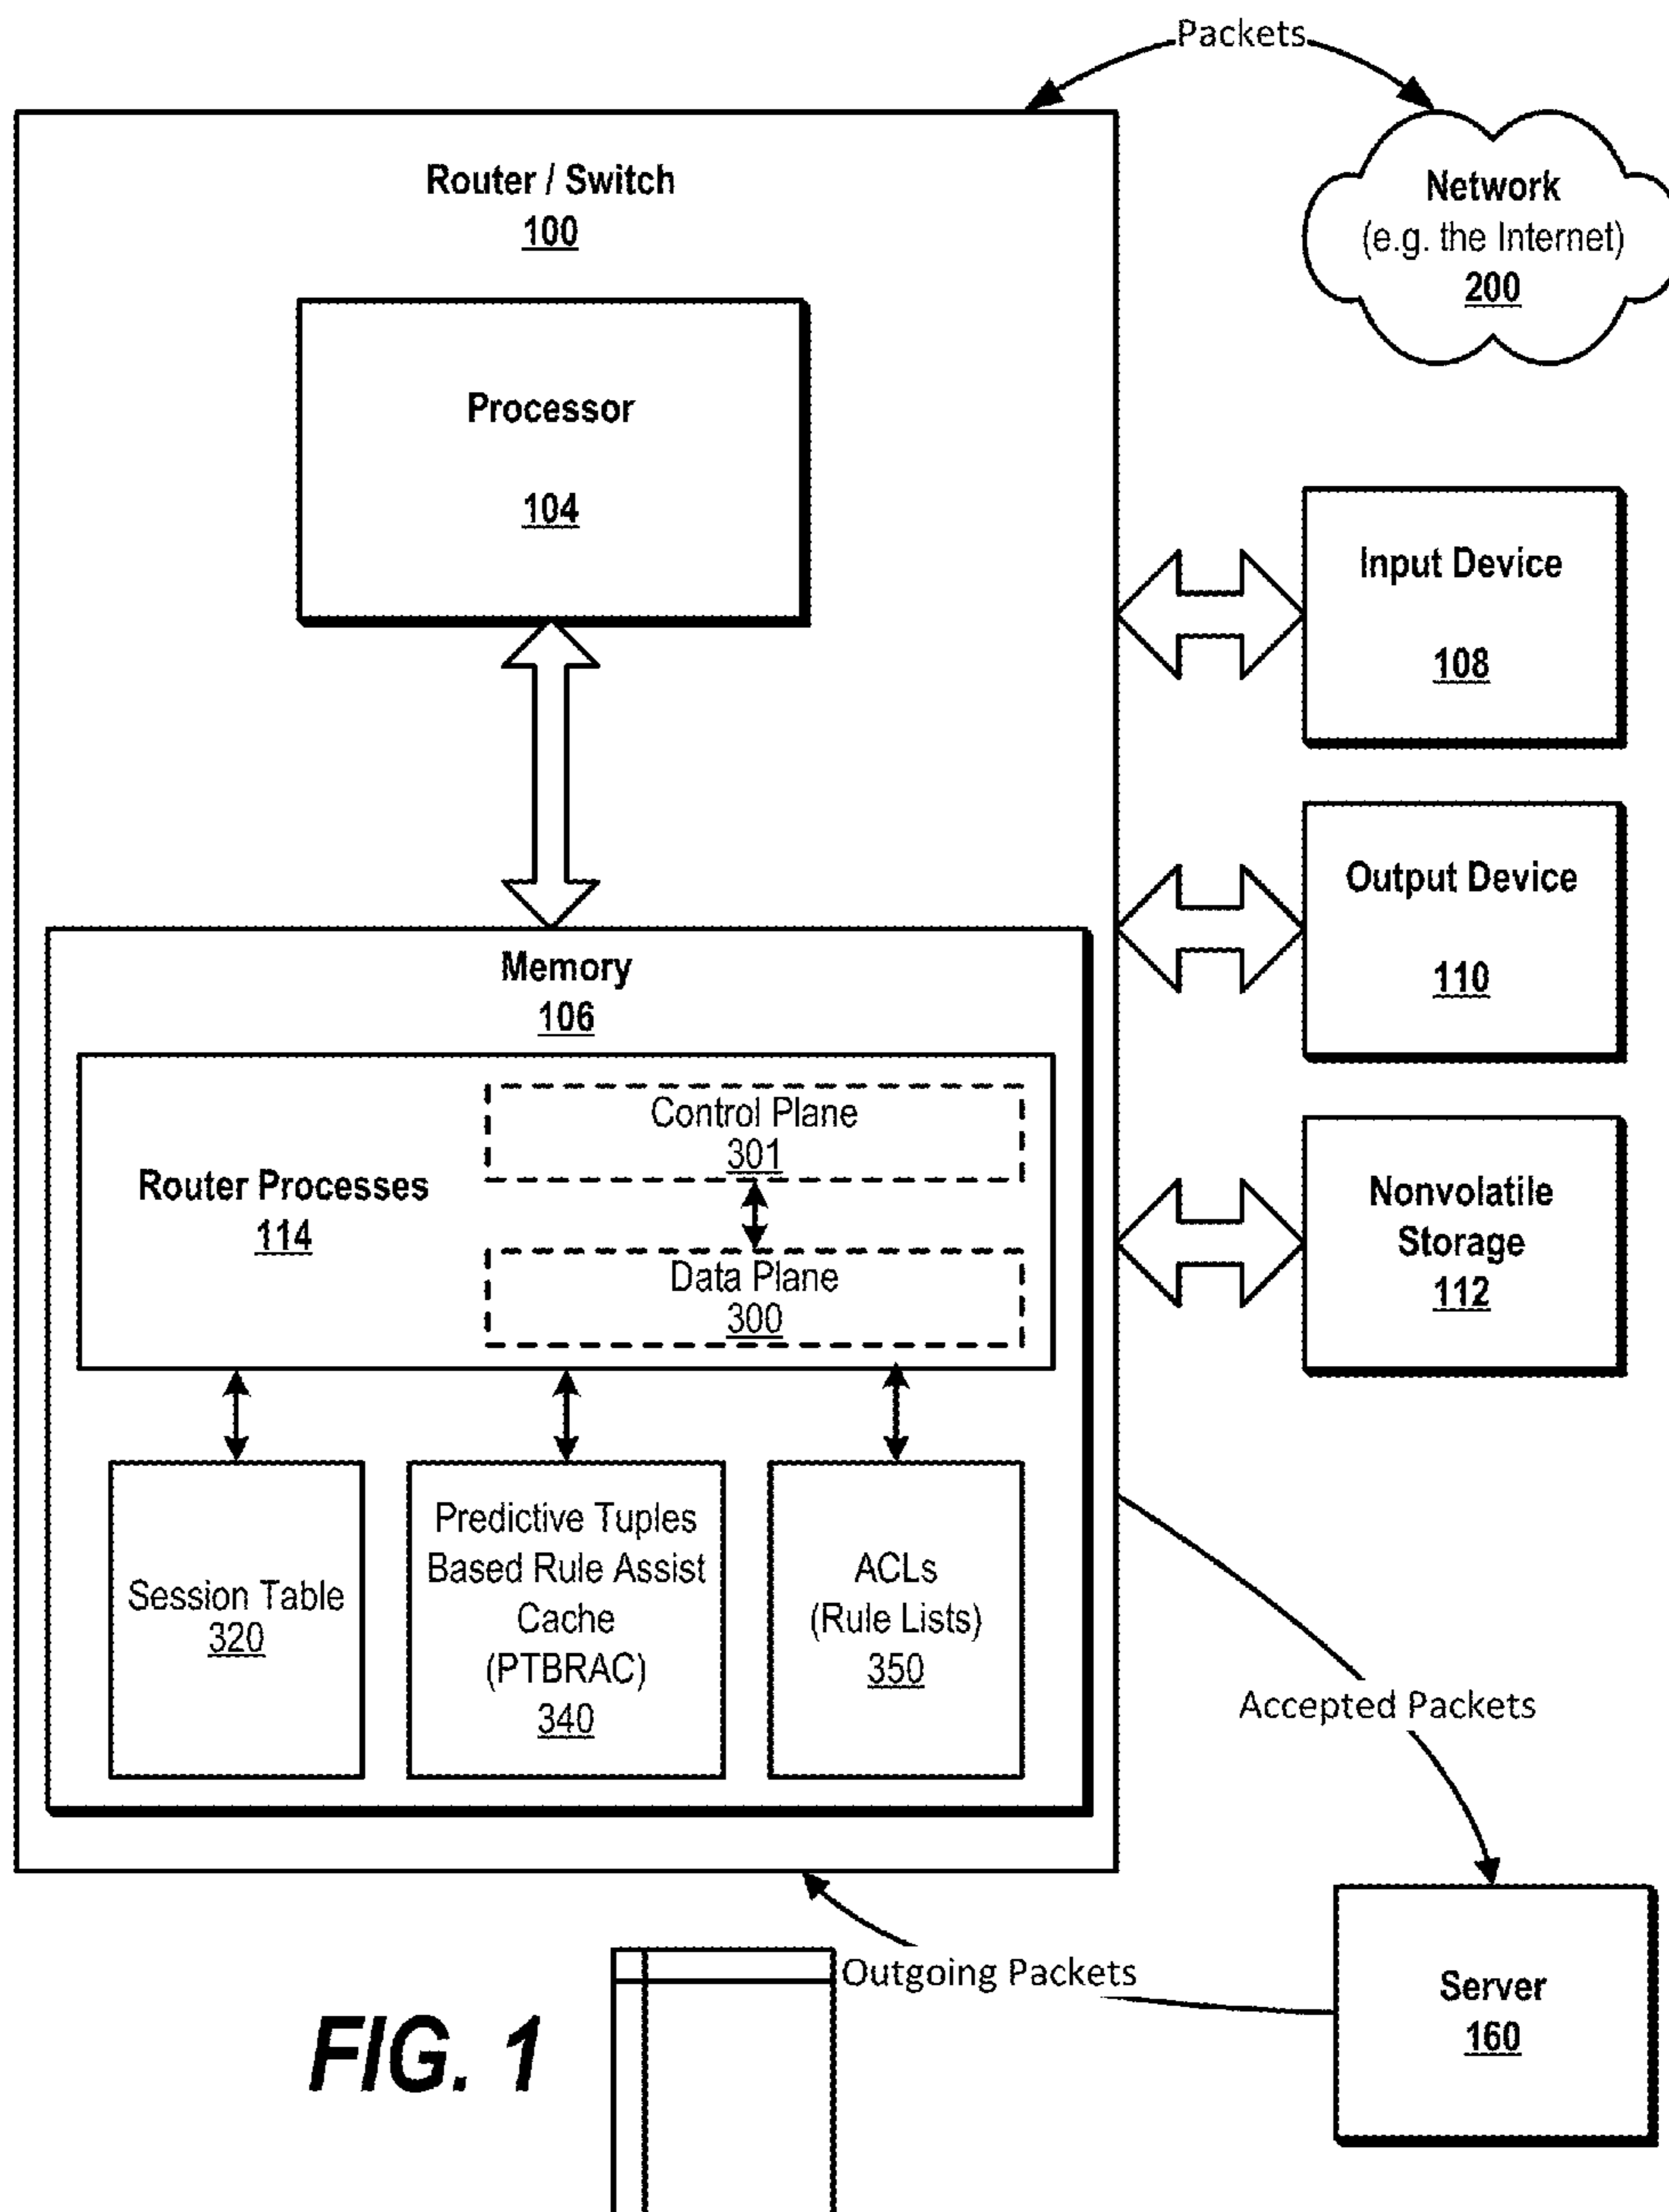 Packets
Router / Switch
100
Network
(e.g. the Internet)
200
Processor
104
Input Device
108
Output Device
110
Memory
106
Control Plane
301
Router Processes
114
Data Plane
300
Nonvolatile
Storage
112
Session Table
320
Predictive Tuples
Based Rule Assist
Cache
(PTBRAC)
340
ACLs
(Rule Lists)
350
Accepted Packets
Outgoing Packets
Server
160
FIG. 1